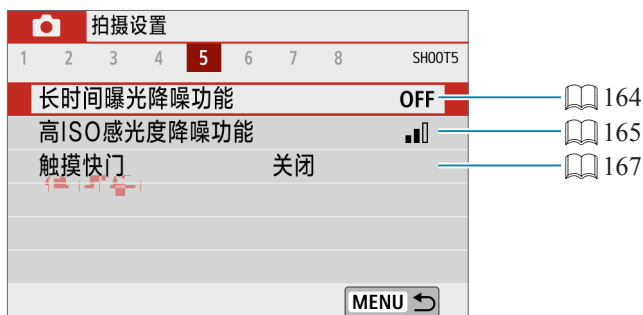 拍摄设置
1 2 3 4 5 6 7 8 SHOOT5
长时间曝光降噪功能 OFF 164
高ISO感光度降噪功能 165
触摸快门 关闭 167
MENU